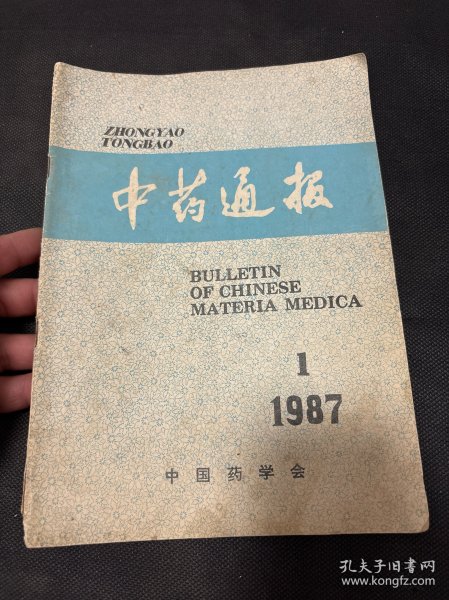 ZHONGYAO
TONGBAO
中药通报
BULLETIN
OF CHINESE
MATERIA MEDICA
1
1987
中国药学会
孔夫子旧书网
www.kongfz.com